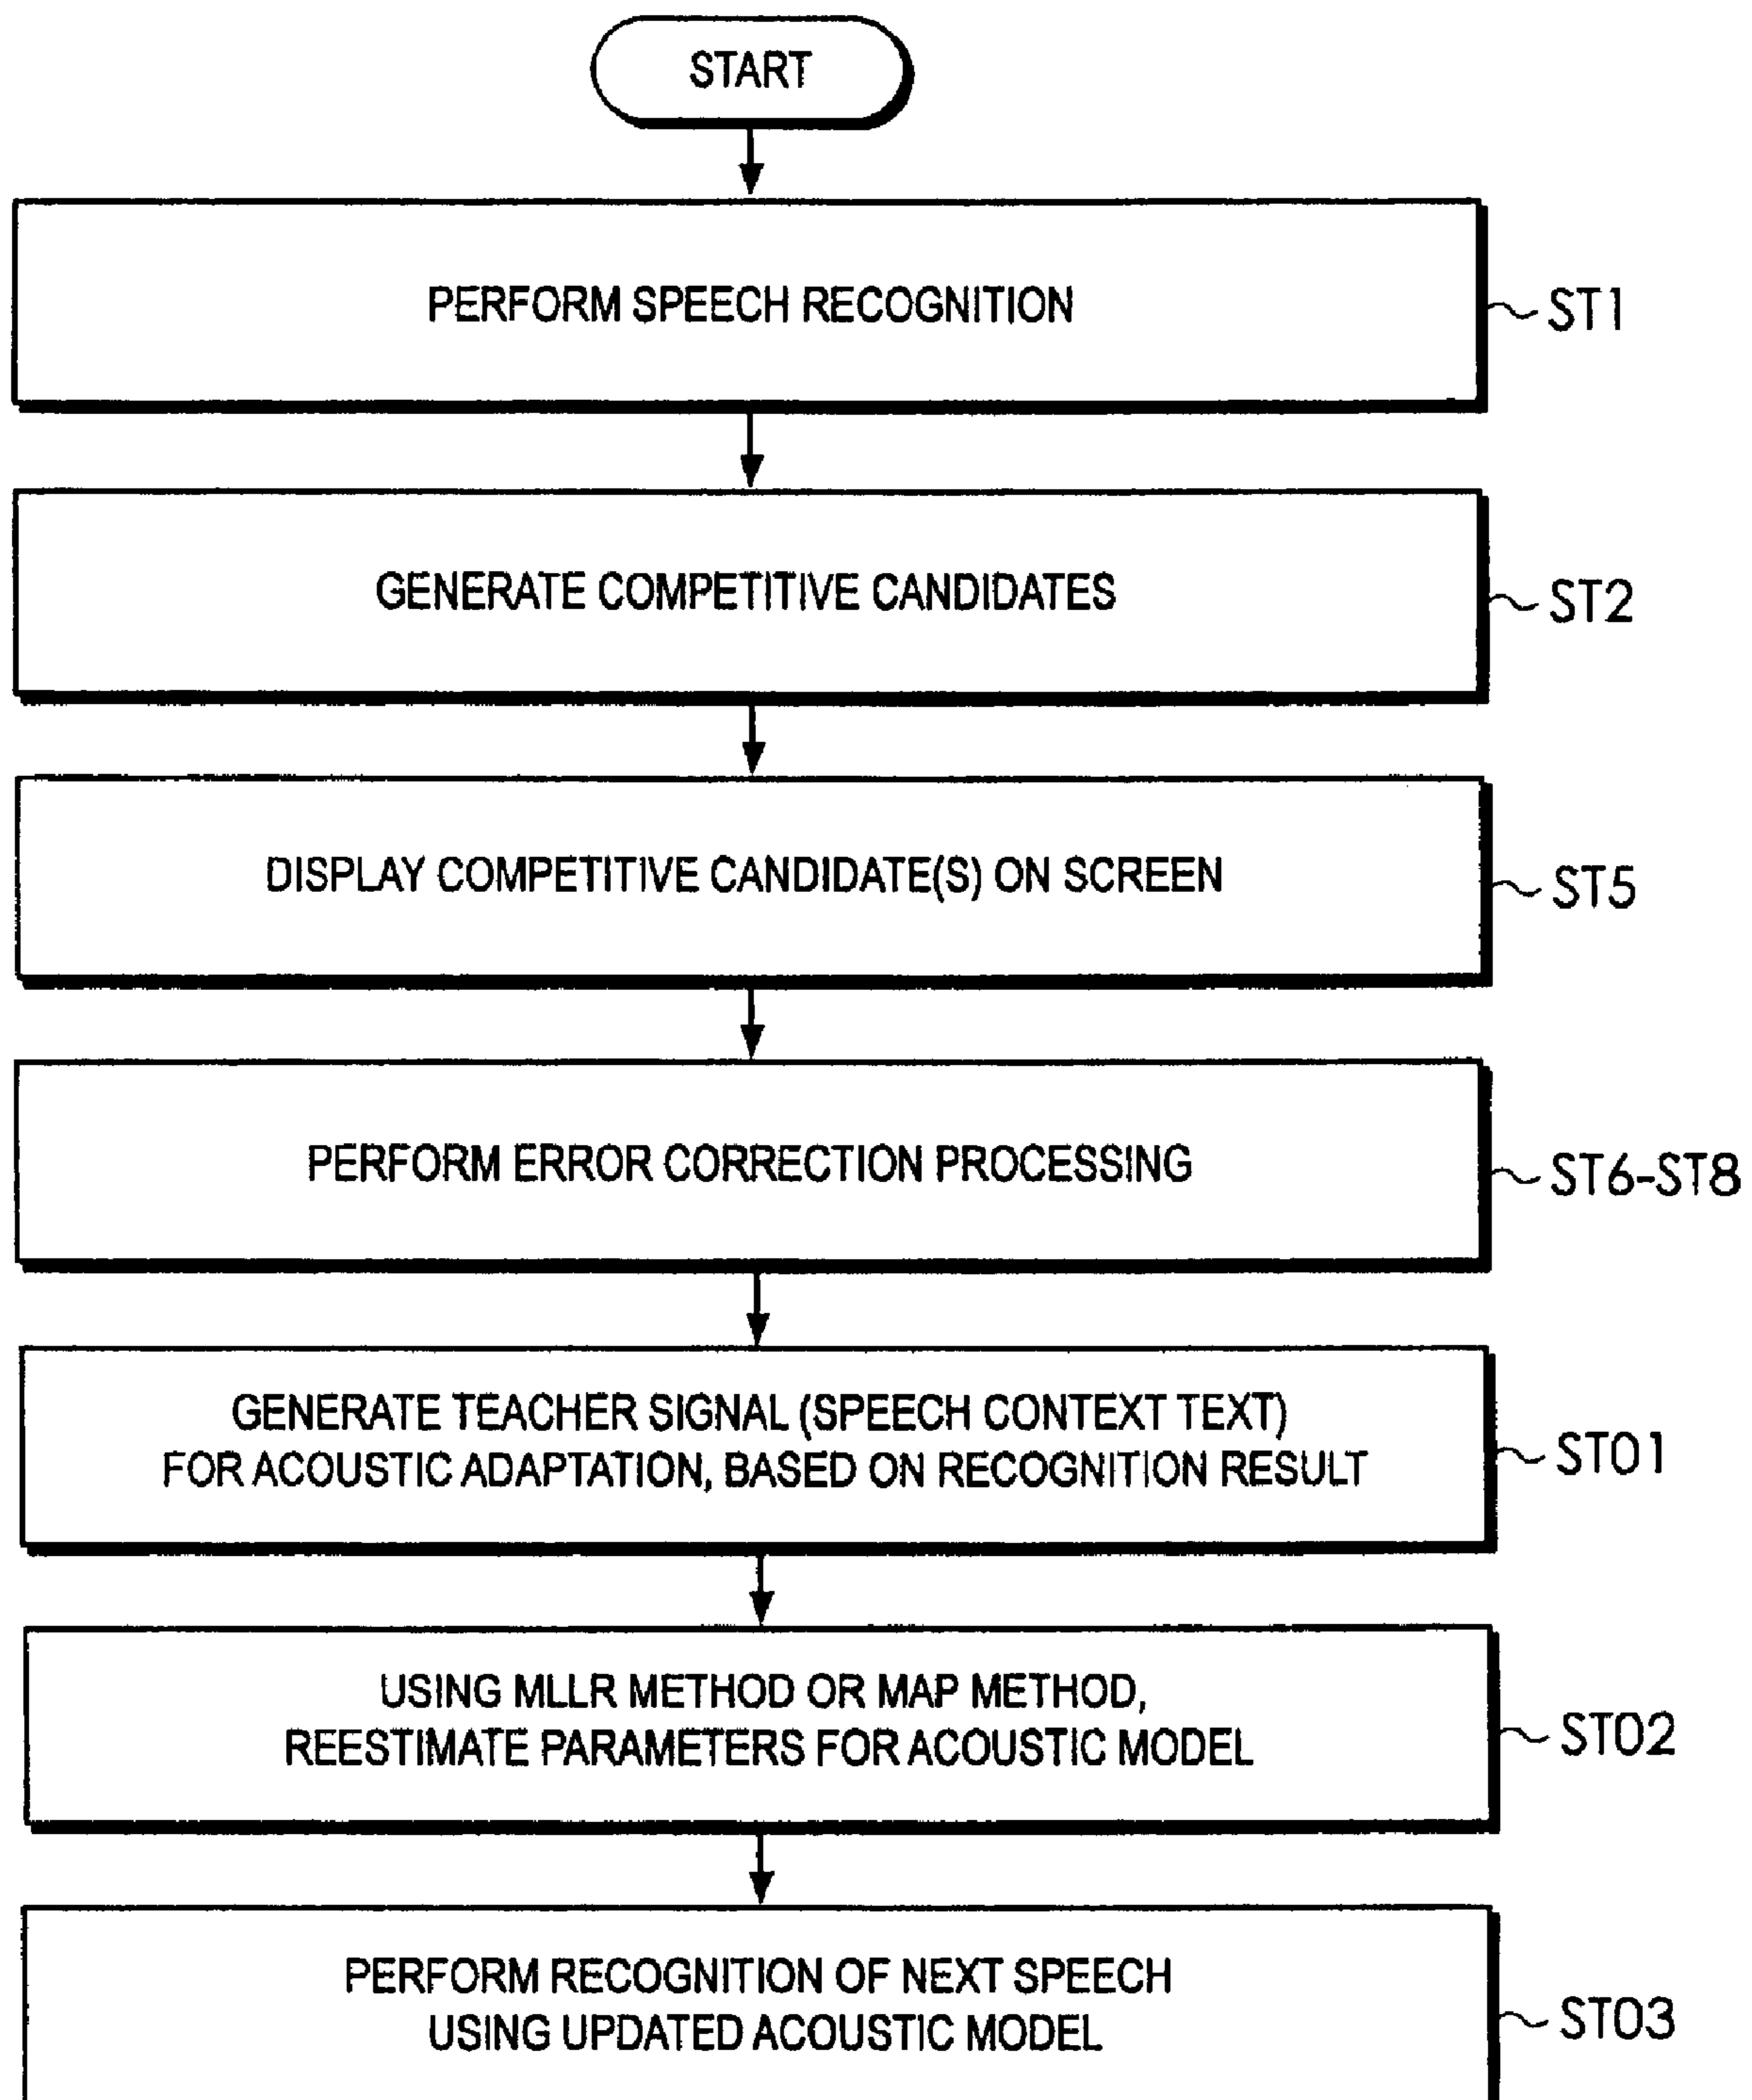 START
PERFORM SPEECH RECOGNITION
ST1
GENERATE COMPETITIVE CANDIDATES
ST2
DISPLAY COMPETITIVE CANDIDATE(S) ON SCREEN
ST5
PERFORM ERROR CORRECTION PROCESSING
ST6-ST8
GENERATE TEACHER SIGNAL (SPEECH CONTEXT TEXT)
FOR ACOUSTIC ADAPTATION, BASED ON RECOGNITION RESULT
ST01
USING MLLR METHOD OR MAP METHOD,
REESTIMATE PARAMETERS FOR ACOUSTIC MODEL
ST02
PERFORM RECOGNITION OF NEXT SPEECH
USING UPDATED ACOUSTIC MODEL
ST03